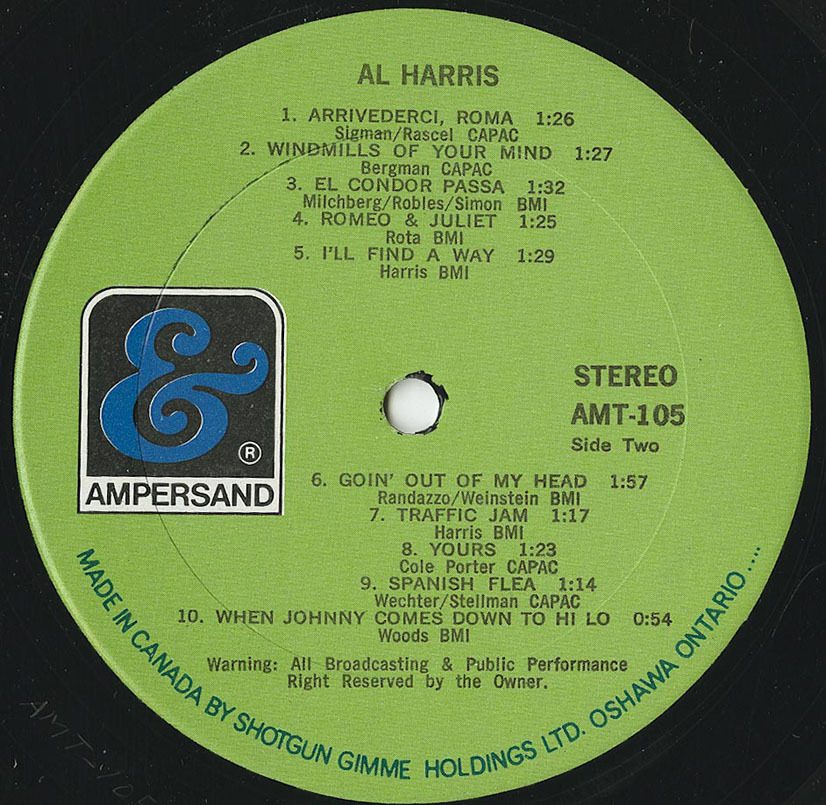 AL HARRIS
1. ARRIVEDERCI, ROMA 1:26
Sigman/Rascel CAPAC
2. WINDMILLS OF YOUR MIND 1:27
Bergman CAPAC
3. EL CONDOR PASSA 1:32
Milchberg/Robles/Simon BMI
4. ROMEO & JULIET 1:25
Rota BMI
5. I'LL FIND A WAY 1:29
Harris BMI
&
®
AMPERSAND
STEREO
AMT-105
Side Two
6. GOIN' OUT OF MY HEAD 1:57
Randazzo/Weinstein BMI
7. TRAFFIC JAM 1:17
Harris BMI
8. YOURS 1:23
Cole Porter CAPAC
9. SPANISH FLEA 1:14
Wechter/Stellman CAPAC
10. WHEN JOHNNY COMES DOWN TO HI LO 0:54
Woods BMI
Warning: All Broadcasting & Public Performance
Right Reserved by the Owner.
MADE IN CANADA BY SHOTGUN GIMME HOLDINGS LTD. OSHAWA ONTARIO....
AMT-105